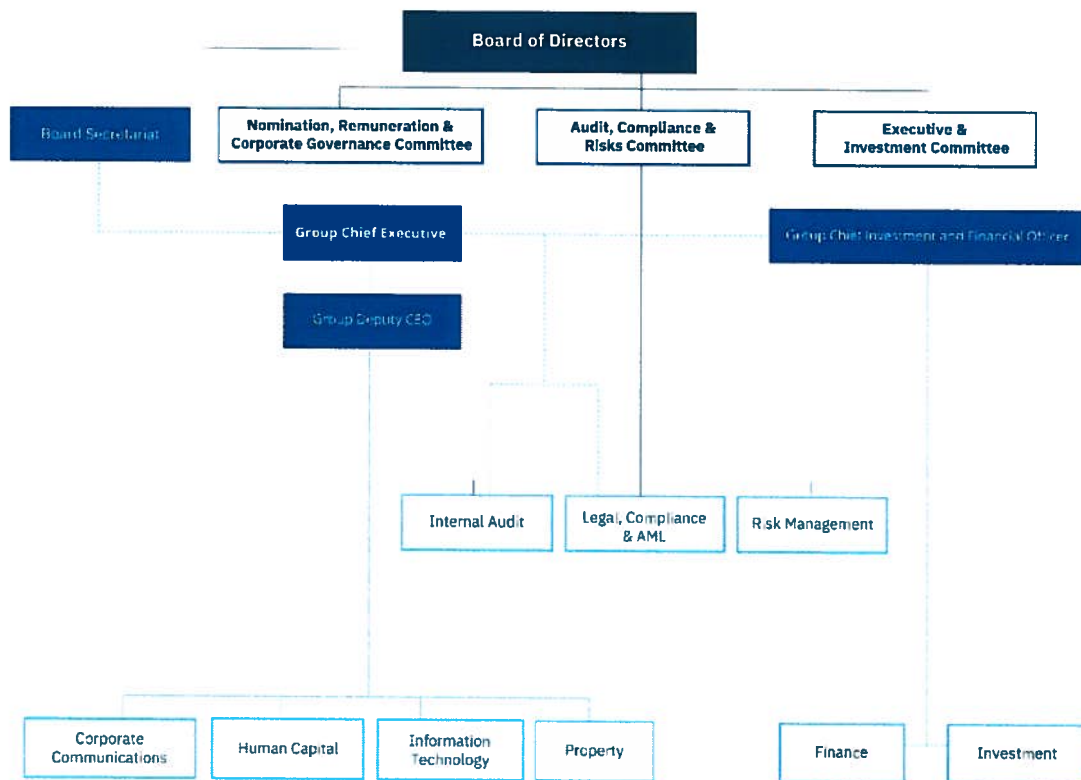 Board of Directors
Board Secretariat
Nomination, Remuneration &
Corporate Governance Committee
Audit, Compliance &
Risks Committee
Executive &
Investment Committee
Group Chief Executive
Group Chief Investment and Financial Officer
Group Deputy CEO
Internal Audit
Legal, Compliance
& AML
Risk Management
Corporate
Communications
Human Capital
Information
Technology
Property
Finance
Investment